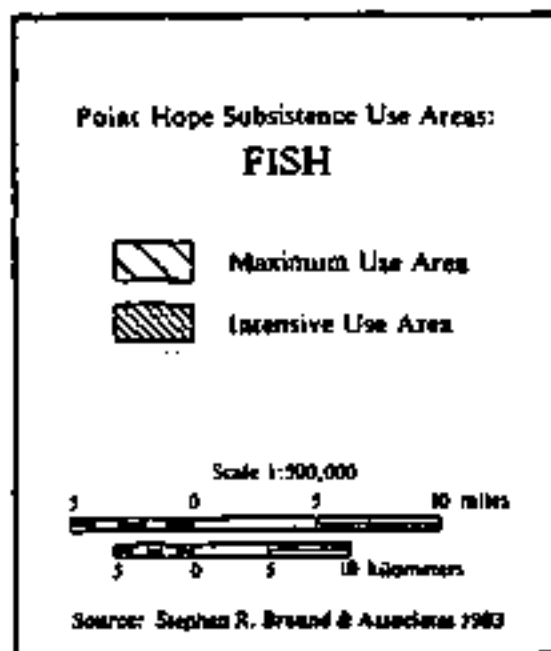 Point Hope Subsistence Use Areas:
FISH
Maximum Use Area
Intensive Use Area
Scale 1:500,000
5 0 5 10 miles
5 0 5 10 kilometers
Source: Stephen R. Braund & Associates 1983